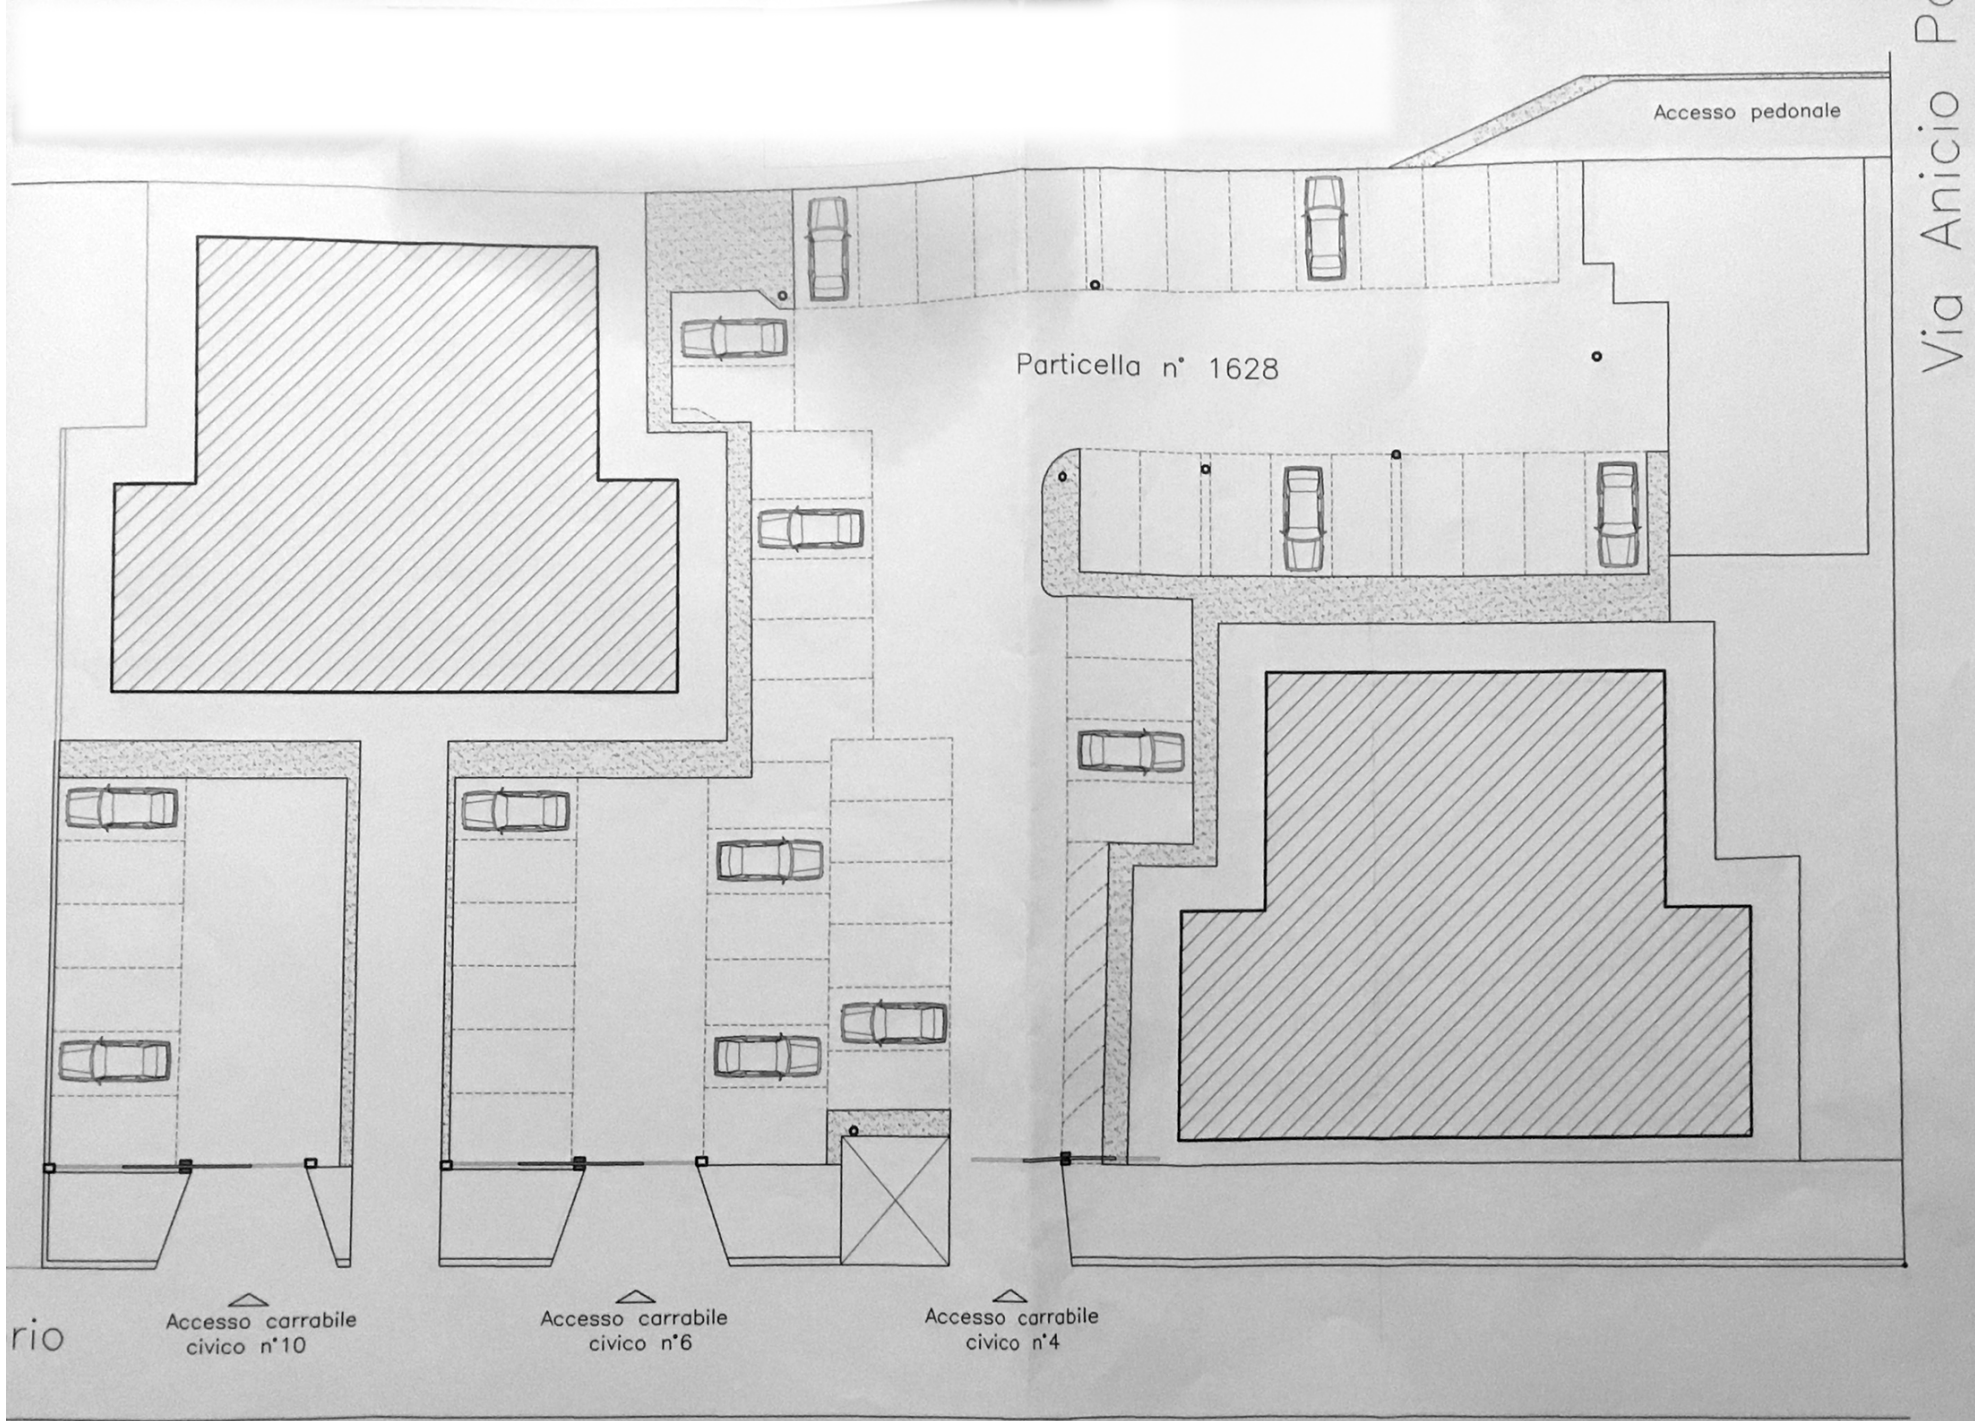 Accesso pedonale
Via Anicio
Particella n° 1628
rio
Accesso carrabile
civico n°10
Accesso carrabile
civico n°6
Accesso carrabile
civico n°4